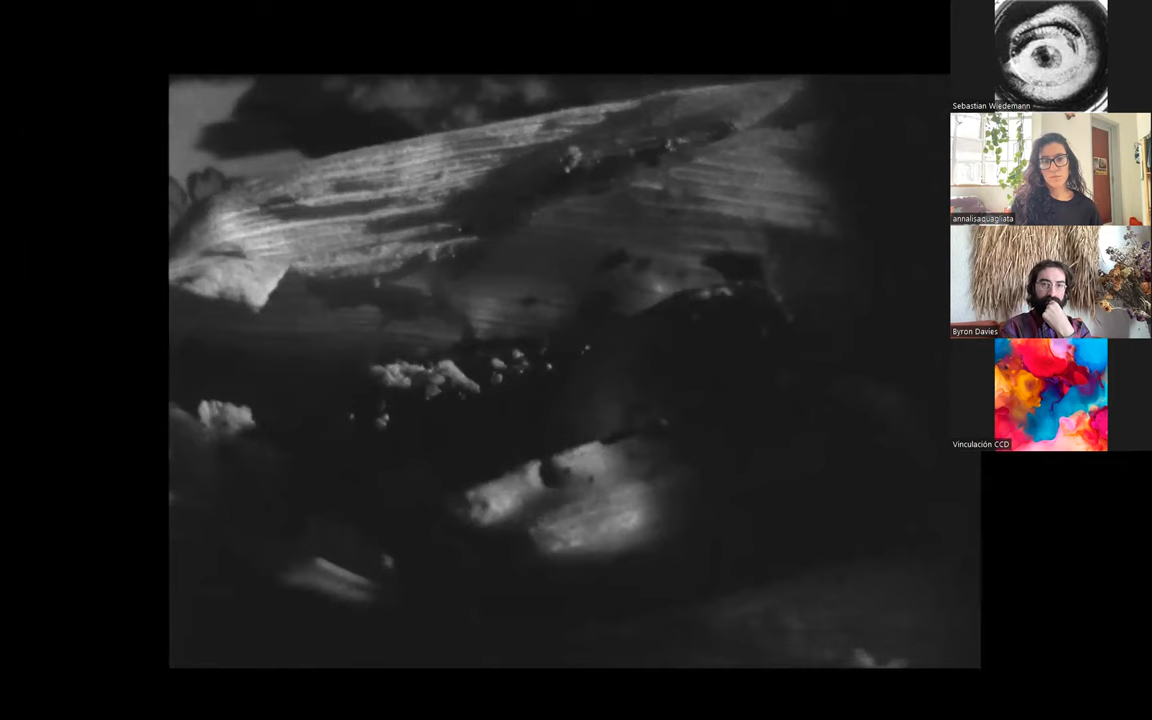 Sebastian Wiedemann
annalisaquagliata
Byron Davies
Vinculación CCD